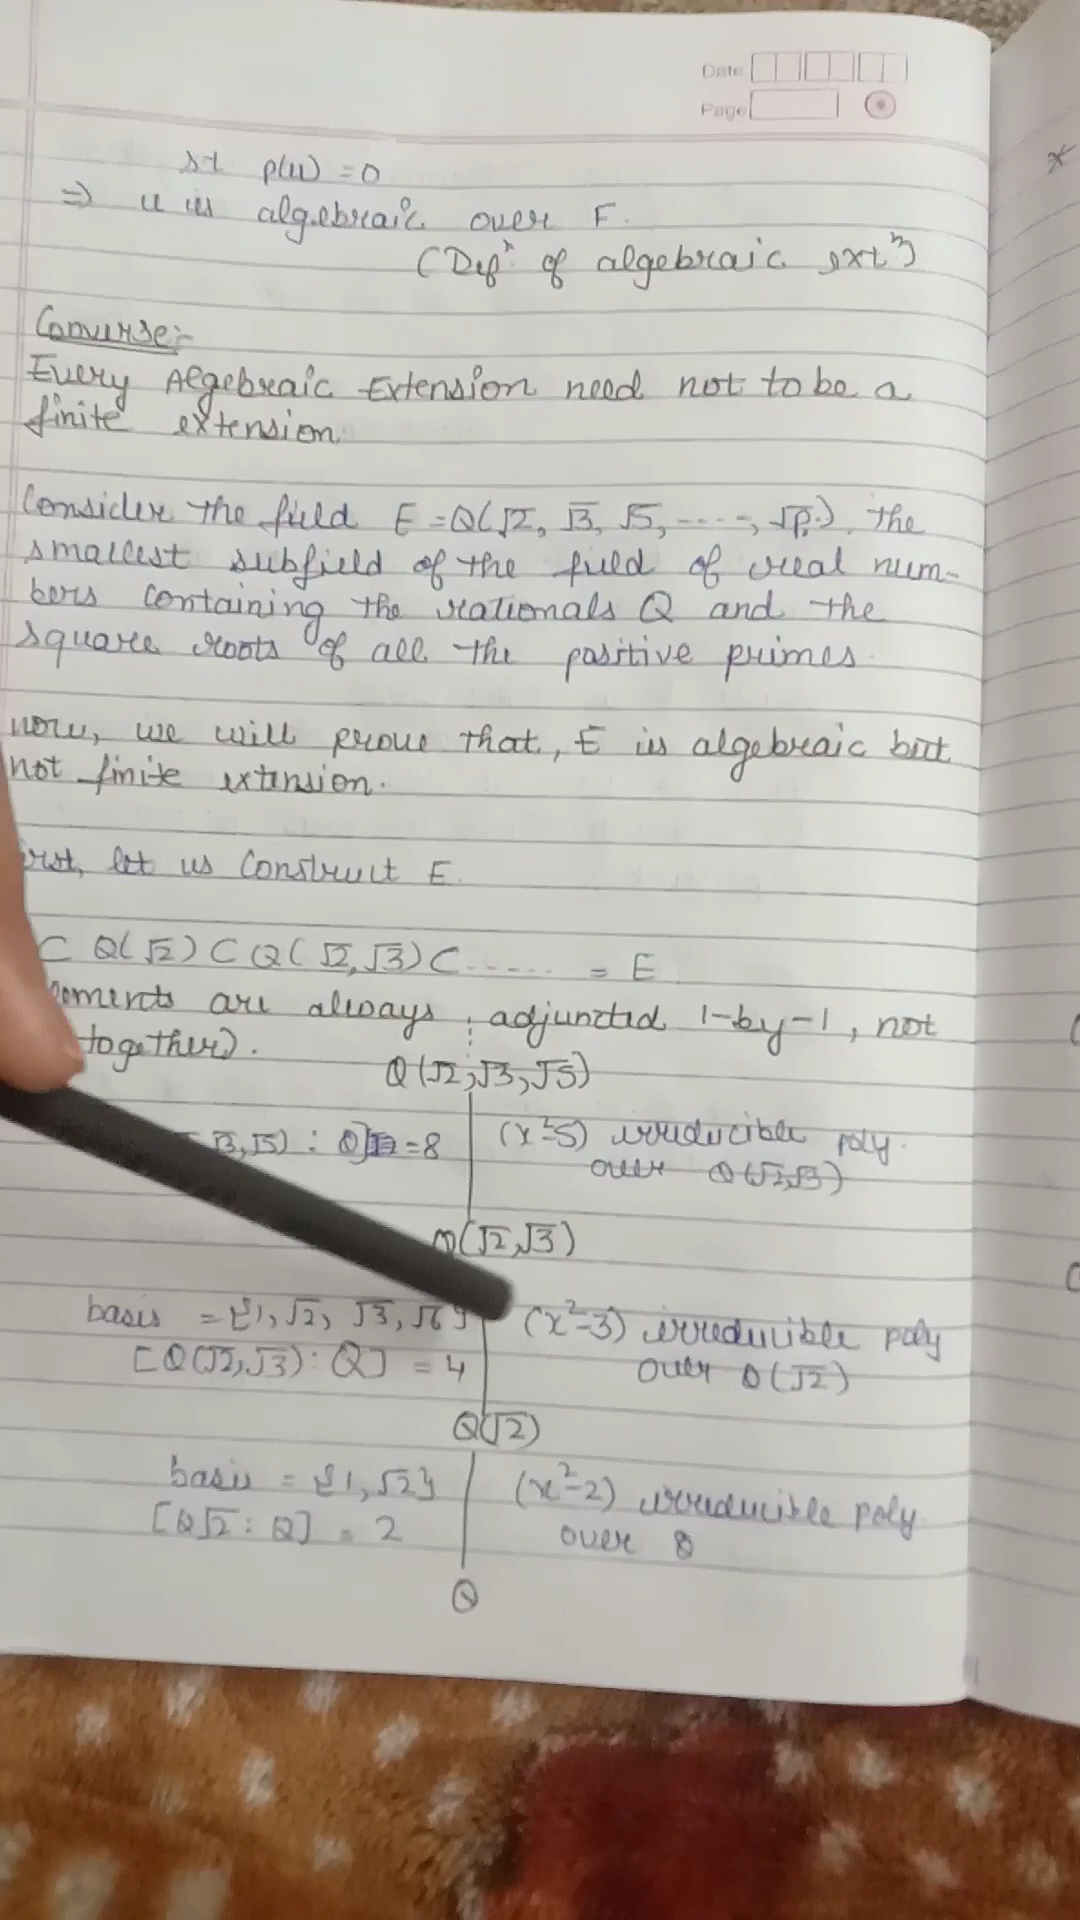 Date
Page
st p(u) = 0
⇒ u is algebraic over F.
(Defⁿ of algebraic extⁿ)
Converse:-
Every Algebraic Extension need not to be a
finite extension
Consider the field E = Q(√2, √3, √5, -----, √pᵢ). The
smallest subfield of the field of real num-
bers containing the rationals Q and the
square roots of all the positive primes.
now, we will prove that, E is algebraic but
not finite extension.
let us Construct E.
⊂ Q(√2) ⊂ Q(√2,√3) ⊂ ...... = E
are always adjuncted 1-by-1, not
together).
Q(√2,√3,√5)
√3,√5) : Q] = 8
(x²-5) irreducible poly.
over Q(√2,√3)
Q(√2,√3)
basis = {1, √2, √3, √6}
(x²-3) irreducible poly
[Q(√2,√3) : Q] = 4
over Q(√2)
Q(√2)
basis = {1, √2}
(x²-2) irreducible poly
[Q√2 : Q] = 2
over Q
Q